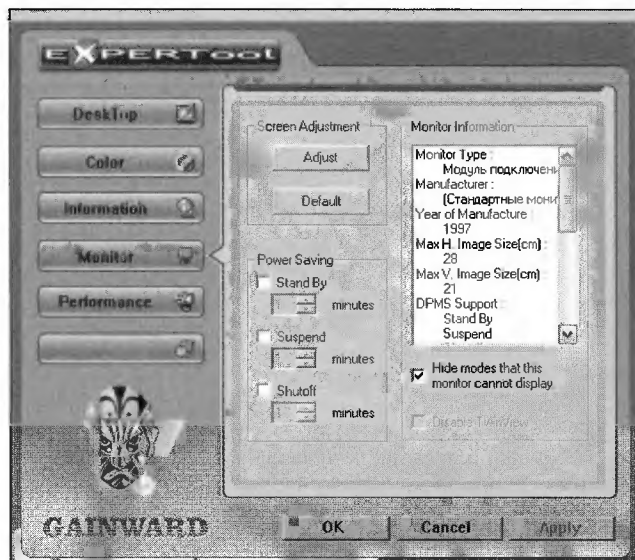 EXPERTool
DeskTop
Color
Information
Monitor
Performance
Screen Adjustment
Adjust
Default
Power Saving
Stand By
minutes
Suspend
minutes
Shutoff
minutes
Monitor Information
Monitor Type :
Модуль подключени
Manufacturer :
(Стандартные мони
Year of Manufacture :
1997
Max H. Image Size(cm)
28
Max V. Image Size(cm)
21
DPMS Support :
Stand By
Suspend
Hide modes that this
monitor cannot display
Disable TwinView
GAINWARD
OK
Cancel
Apply